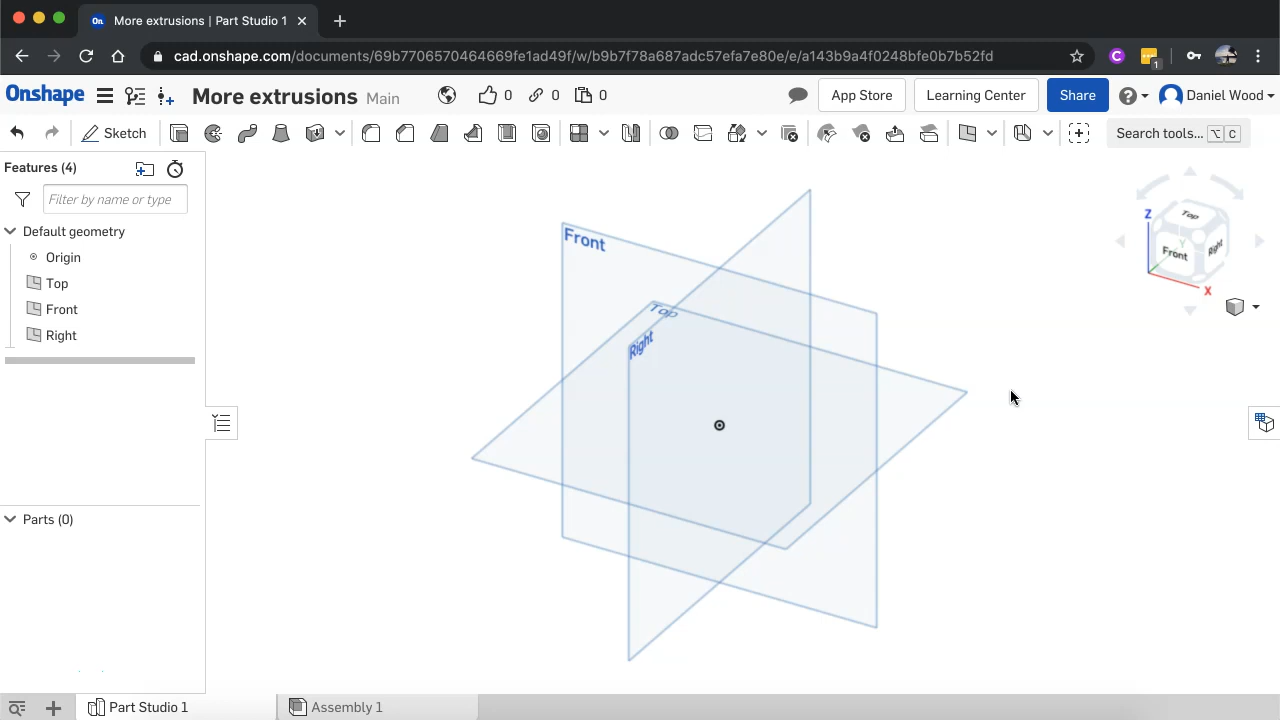 On More extrusions | Part Studio 1
cad.onshape.com/documents/69b7706570464669fe1ad49f/w/b9b7f78a687adc57efa7e80e/e/a143b9a4f0248bfe0b7b52fd
C 1
Onshape More extrusions Main 0 0 0 App Store Learning Center Share ? Daniel Wood
Sketch Search tools... ⌥ C
Features (4)
Filter by name or type
Default geometry
Origin
Top
Front
Right
Parts (0)
Front
Top
Right
Z
Top
Y
Front
Right
X
Part Studio 1
Assembly 1